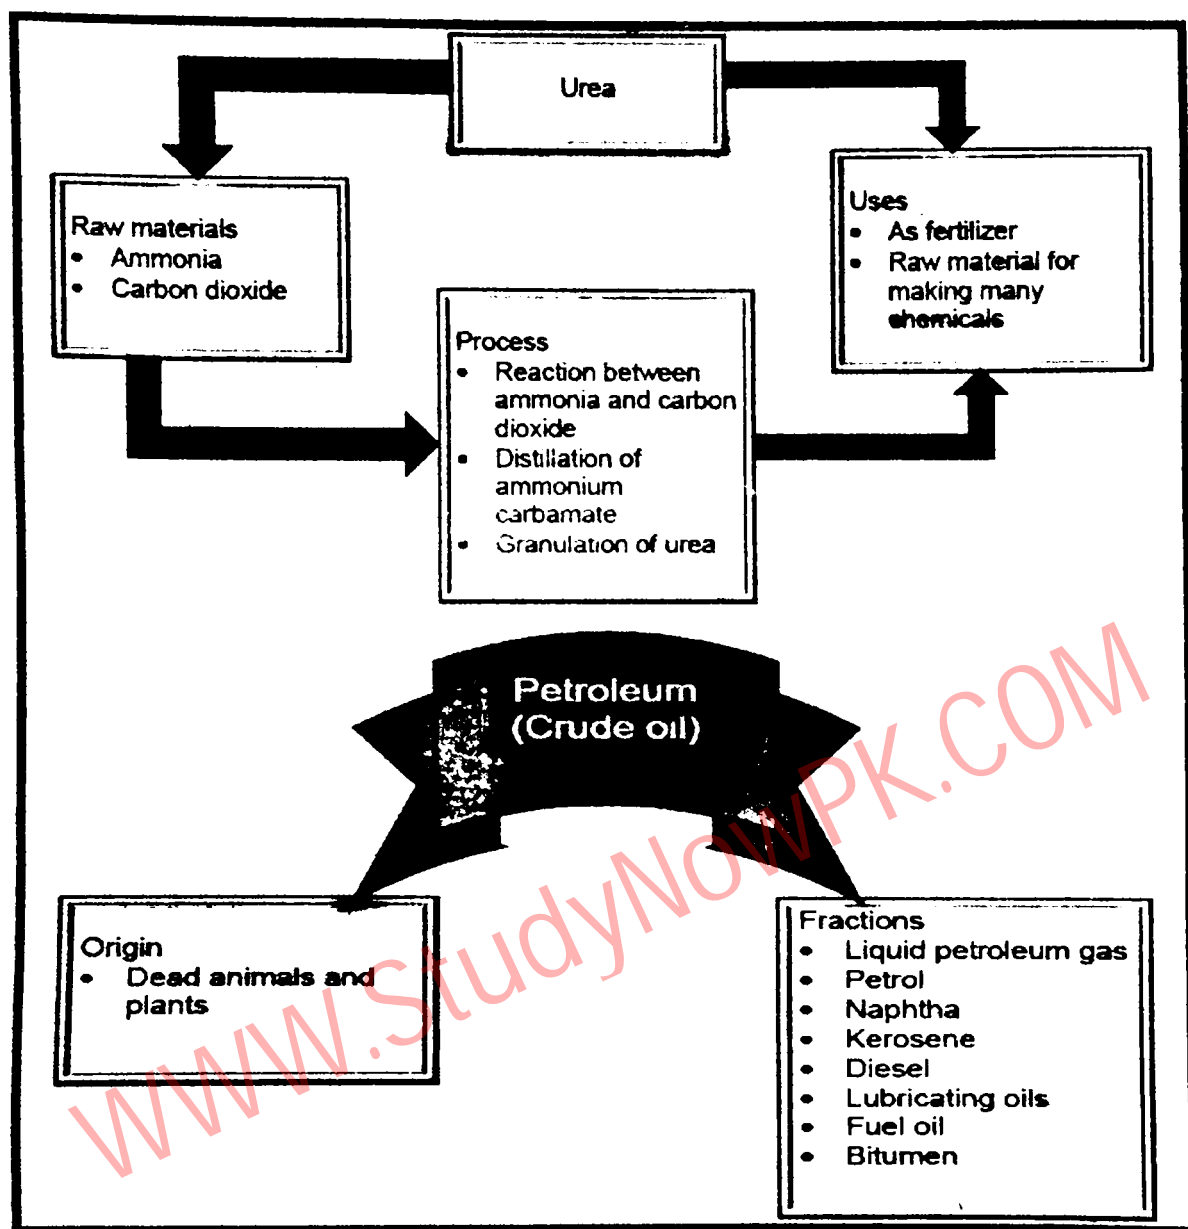 Urea
Raw materials
• Ammonia
• Carbon dioxide
Uses
• As fertilizer
• Raw material for
making many
chemicals
Process
• Reaction between
ammonia and carbon
dioxide
• Distillation of
ammonium
carbamate
• Granulation of urea
Petroleum
(Crude oil)
Origin
• Dead animals and
plants
Fractions
• Liquid petroleum gas
• Petrol
• Naphtha
• Kerosene
• Diesel
• Lubricating oils
• Fuel oil
• Bitumen
WWW.StudyNowPK.COM